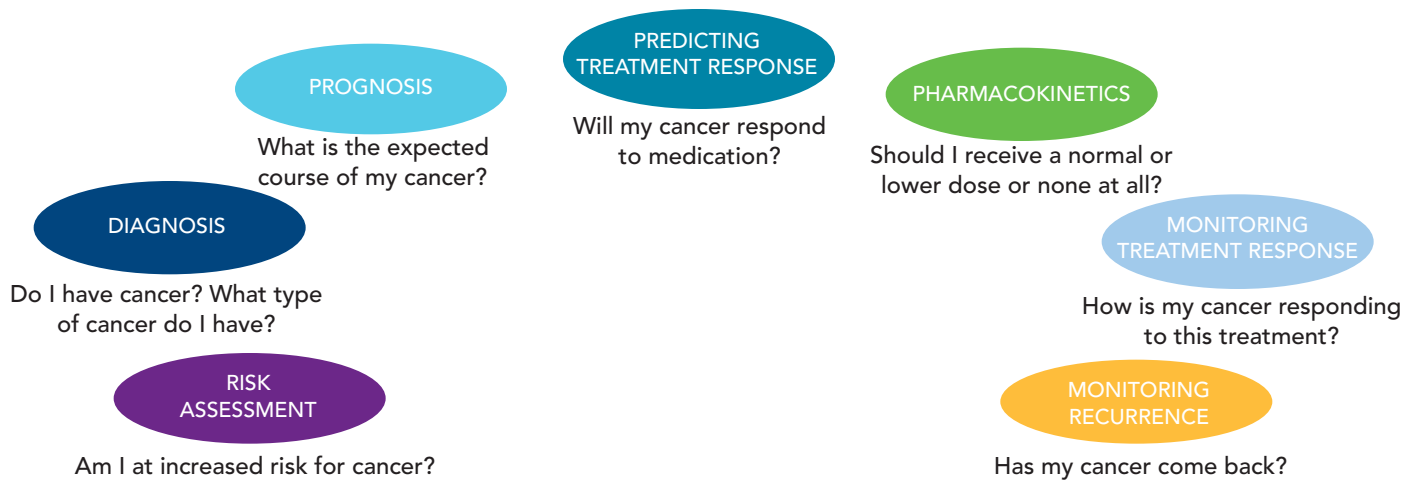 PREDICTING
TREATMENT RESPONSE
Will my cancer respond
to medication?
PROGNOSIS
What is the expected
course of my cancer?
PHARMACOKINETICS
Should I receive a normal or
lower dose or none at all?
DIAGNOSIS
Do I have cancer? What type
of cancer do I have?
MONITORING
TREATMENT RESPONSE
How is my cancer responding
to this treatment?
RISK
ASSESSMENT
Am I at increased risk for cancer?
MONITORING
RECURRENCE
Has my cancer come back?